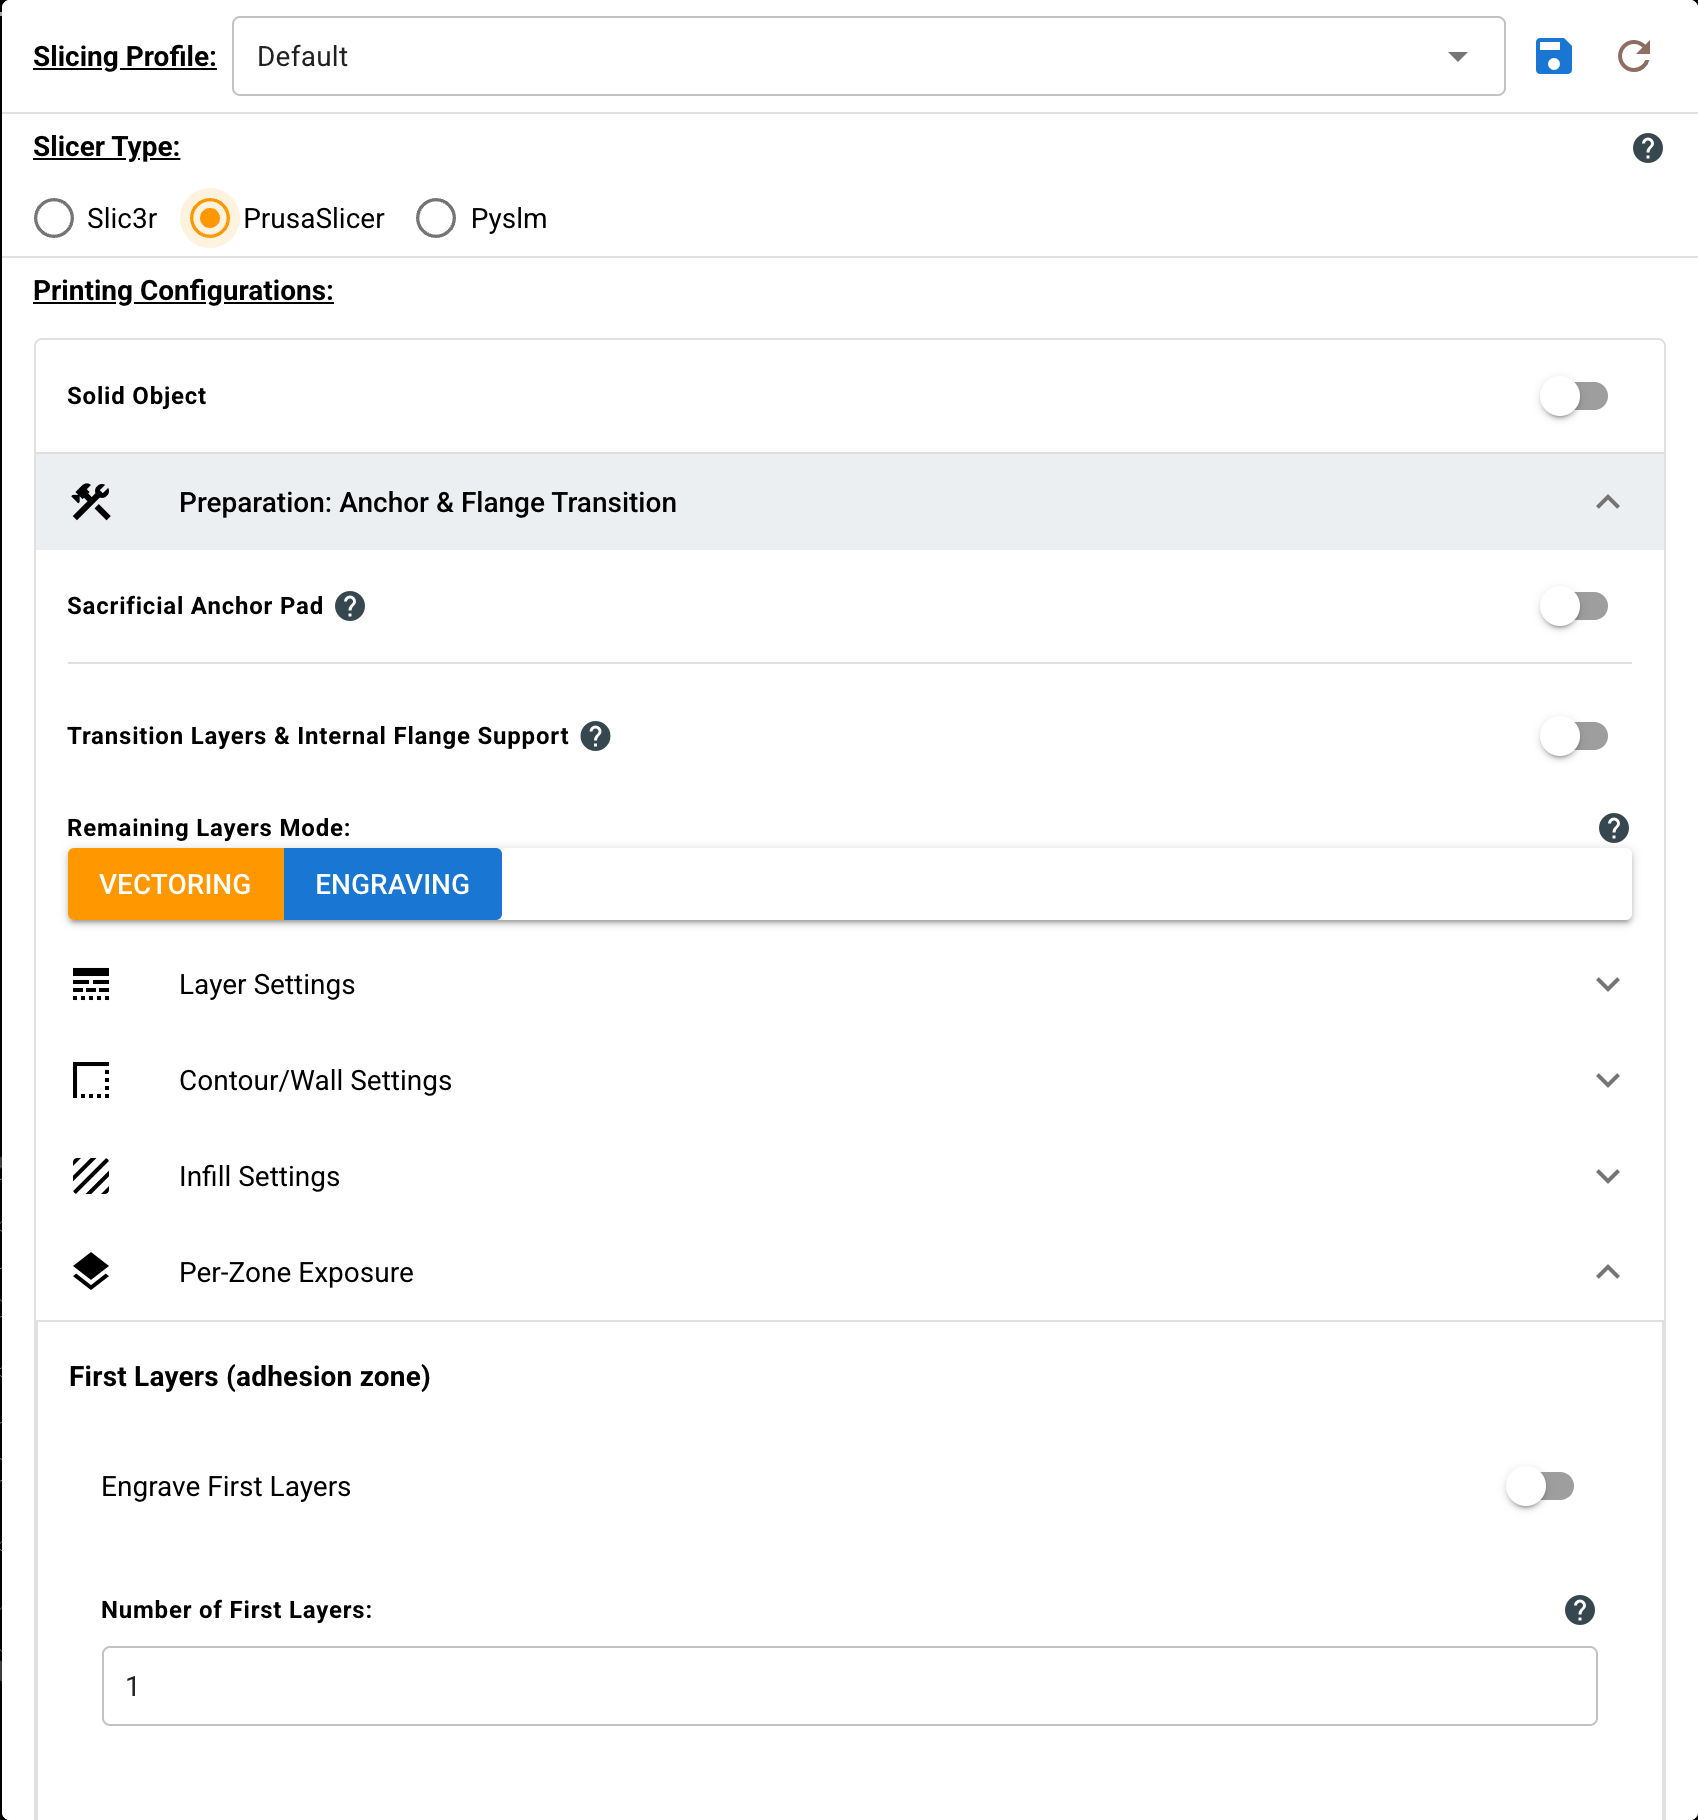 Slicing Profile:
Default
Slicer Type:
Slic3r PrusaSlicer Pyslm
Printing Configurations:
Solid Object
Preparation: Anchor & Flange Transition
Sacrificial Anchor Pad
Transition Layers & Internal Flange Support
Remaining Layers Mode:
VECTORING ENGRAVING
Layer Settings
Contour/Wall Settings
Infill Settings
Per-Zone Exposure
First Layers (adhesion zone)
Engrave First Layers
Number of First Layers:
1